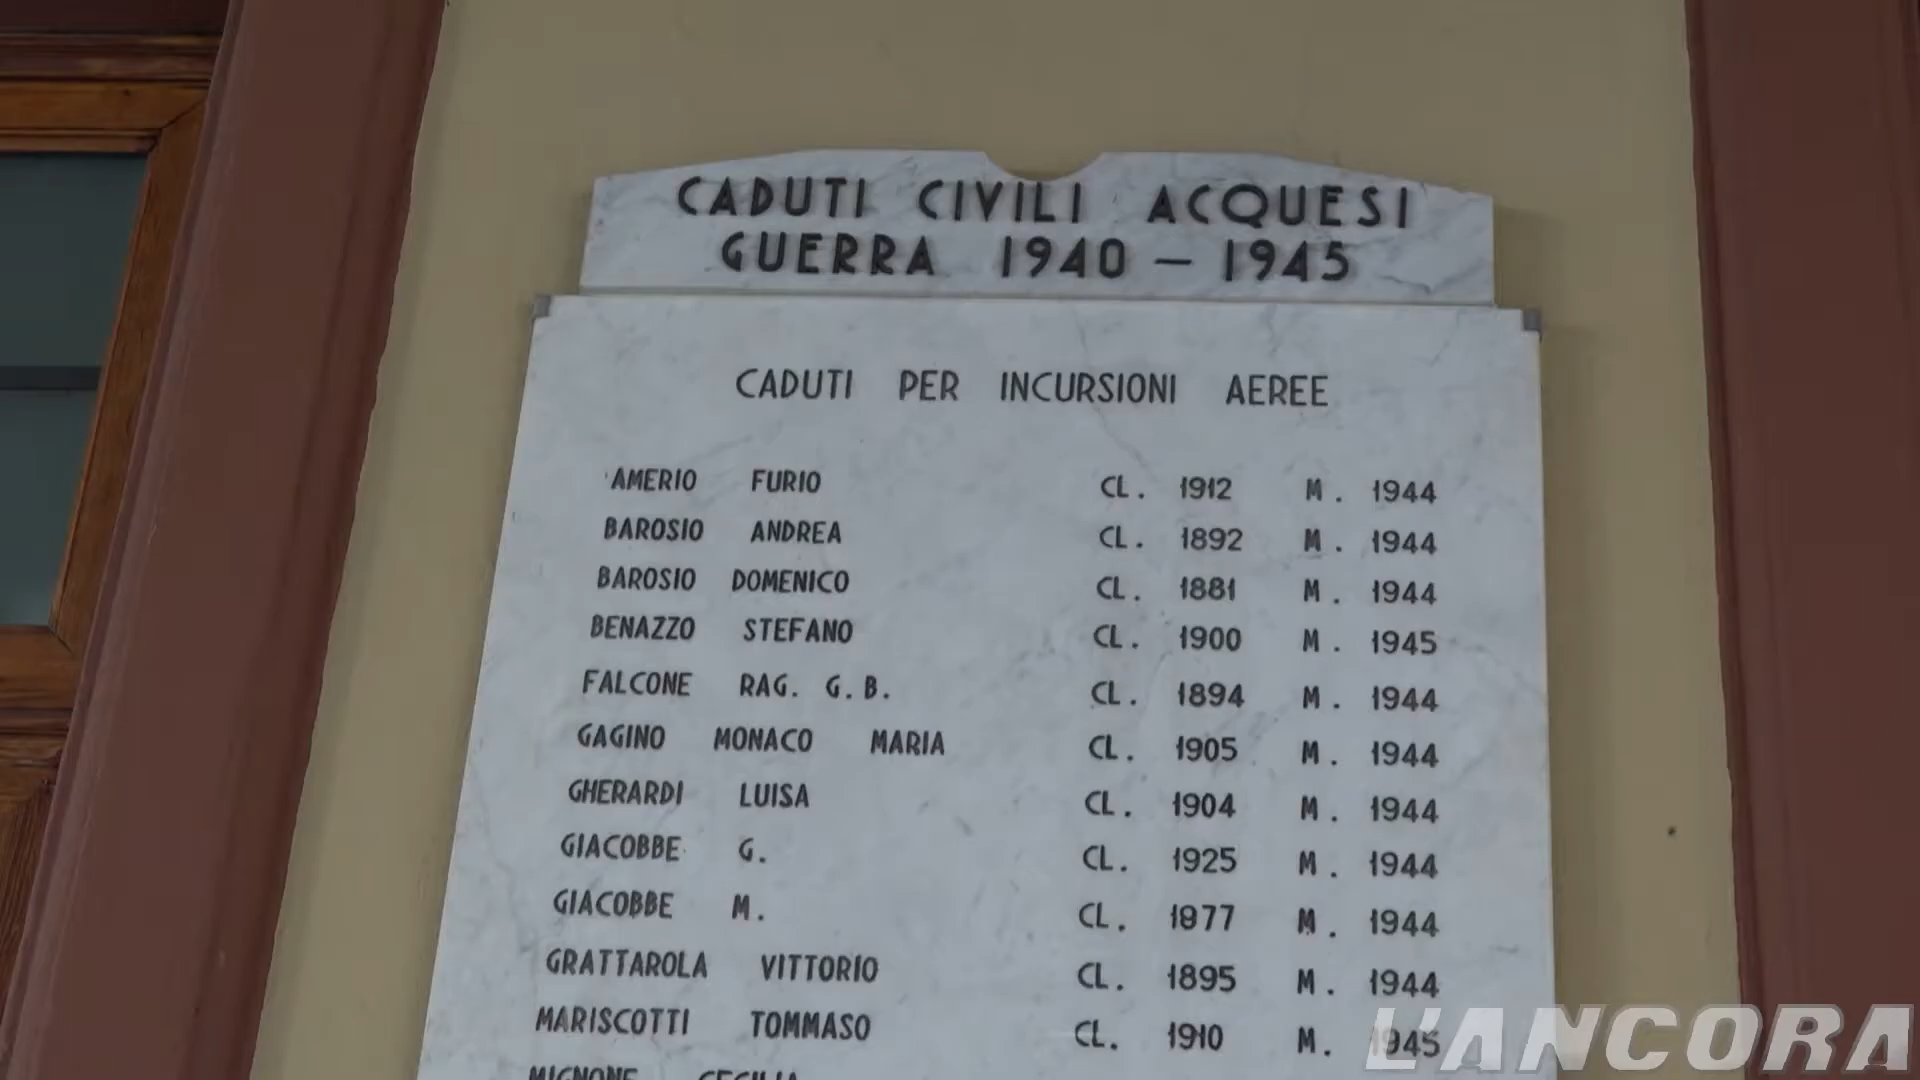 CADUTI CIVILI ACQUESI
GUERRA 1940 – 1945
CADUTI PER INCURSIONI AEREE
AMERIO FURIO CL. 1912 M. 1944
BAROSIO ANDREA CL. 1892 M. 1944
BAROSIO DOMENICO CL. 1881 M. 1944
BENAZZO STEFANO CL. 1900 M. 1945
FALCONE RAG. G. B. CL. 1894 M. 1944
GAGINO MONACO MARIA CL. 1905 M. 1944
GHERARDI LUISA CL. 1904 M. 1944
GIACOBBE G. CL. 1925 M. 1944
GIACOBBE M. CL. 1877 M. 1944
GRATTAROLA VITTORIO CL. 1895 M. 1944
MARISCOTTI TOMMASO CL. 1910 M. 1945
MIGNONE CECILIA
L'ANCORA